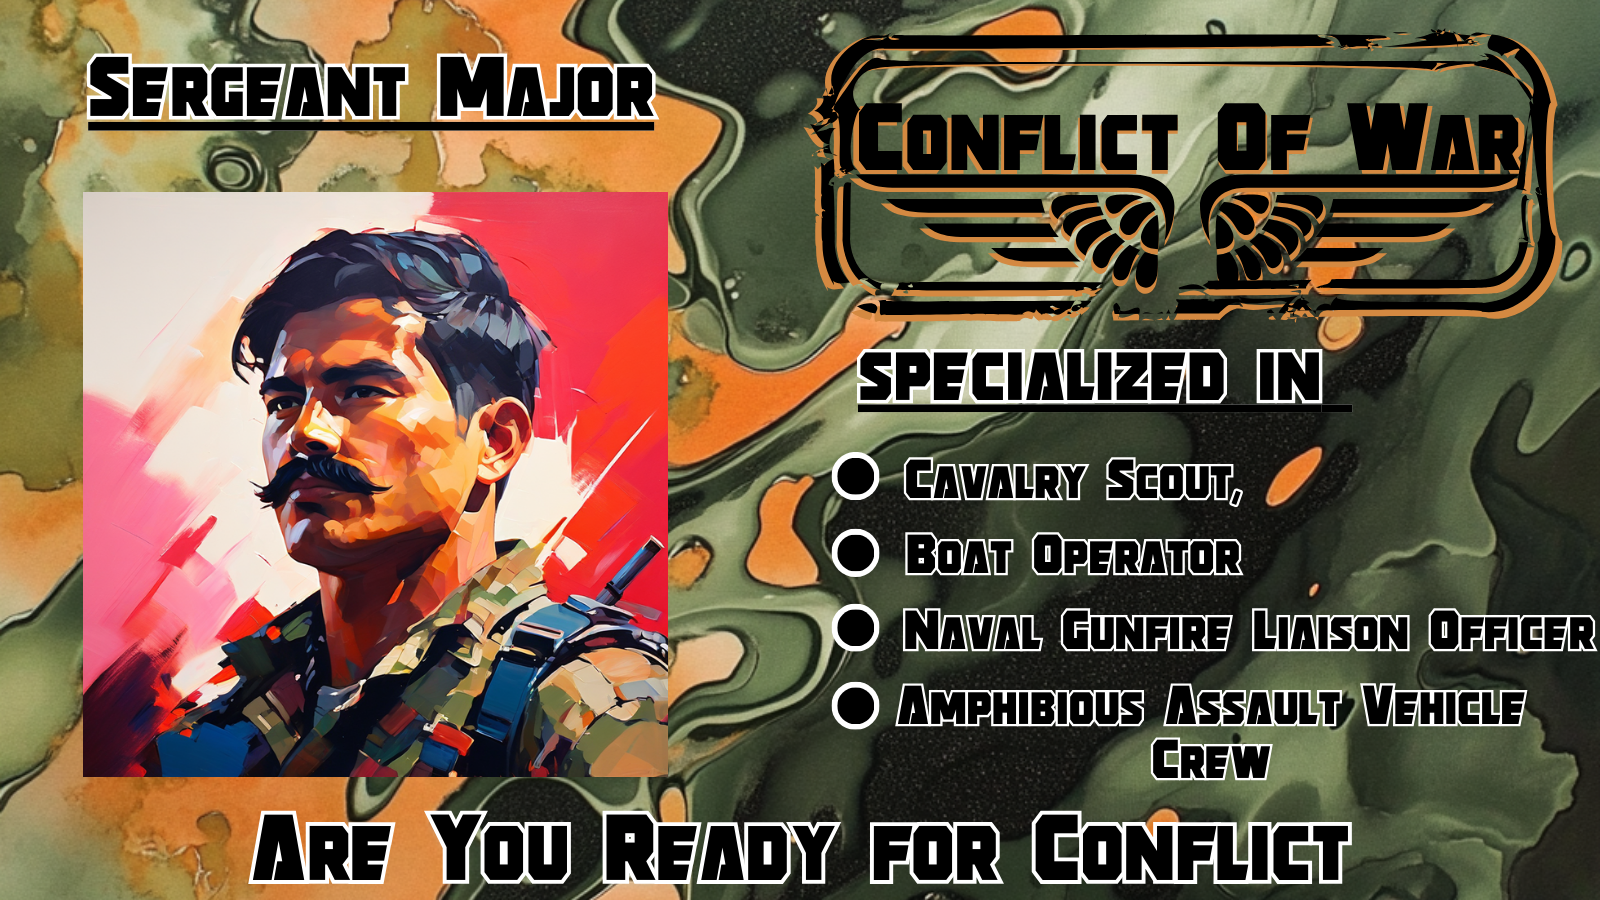 Sergeant Major
Conflict Of War
Specialized in
Cavalry Scout,
Boat Operator
Naval Gunfire Liaison Officer
Amphibious Assault Vehicle
Crew
Are You Ready for Conflict